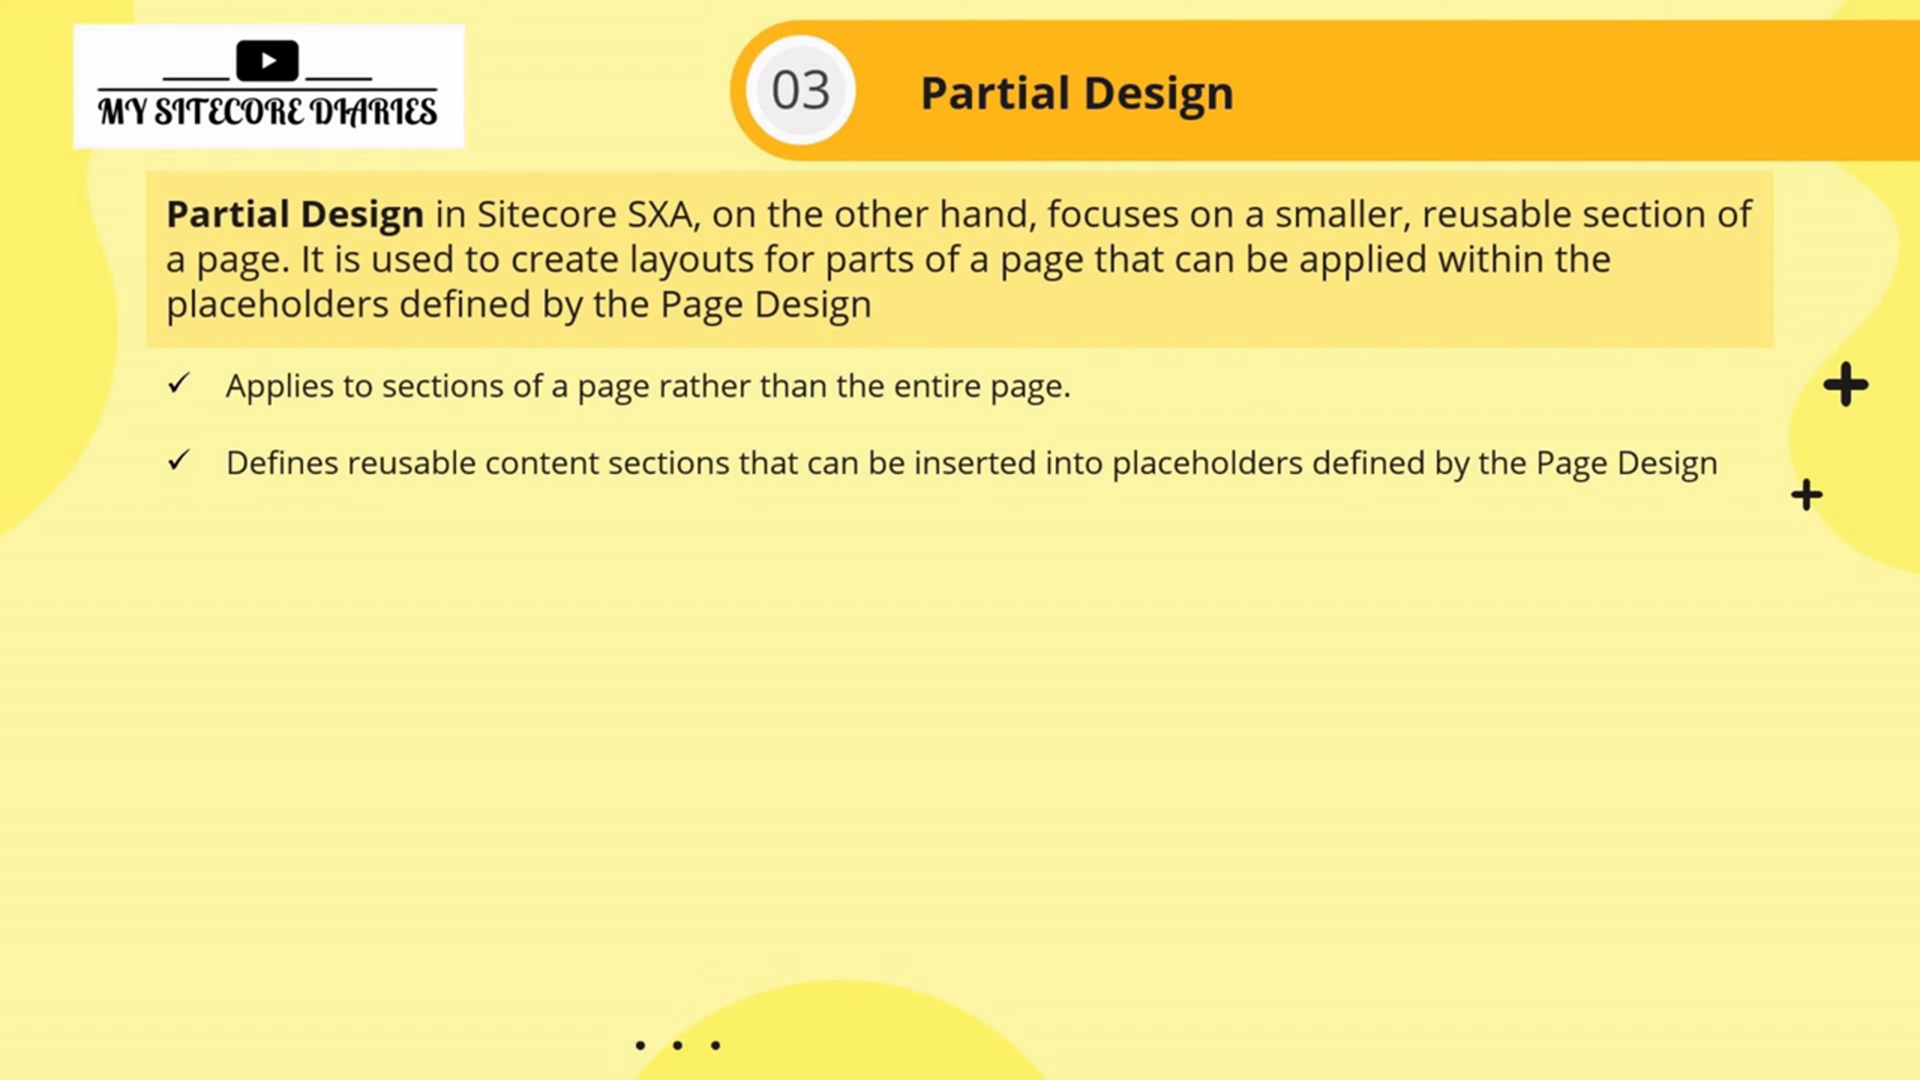 MY SITECORE DIARIES
03
Partial Design
Partial Design in Sitecore SXA, on the other hand, focuses on a smaller, reusable section of
a page. It is used to create layouts for parts of a page that can be applied within the
placeholders defined by the Page Design
✓ Applies to sections of a page rather than the entire page.
✓ Defines reusable content sections that can be inserted into placeholders defined by the Page Design